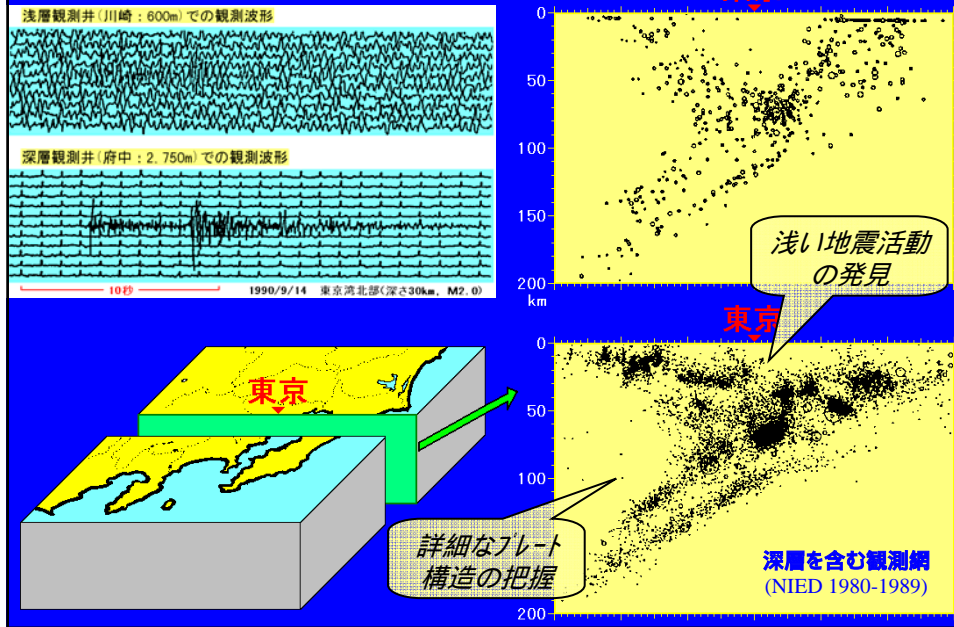 浅層観測井(川崎:600m)での観測波形
深層観測井(府中:2,750m)での観測波形
10秒
1990/9/14 東京湾北部(深さ30km, M2.0)
0
50
100
150
200
km
浅い地震活動
の発見
東京
0
50
100
200
東京
詳細なプレート
構造の把握
深層を含む観測網
(NIED 1980-1989)